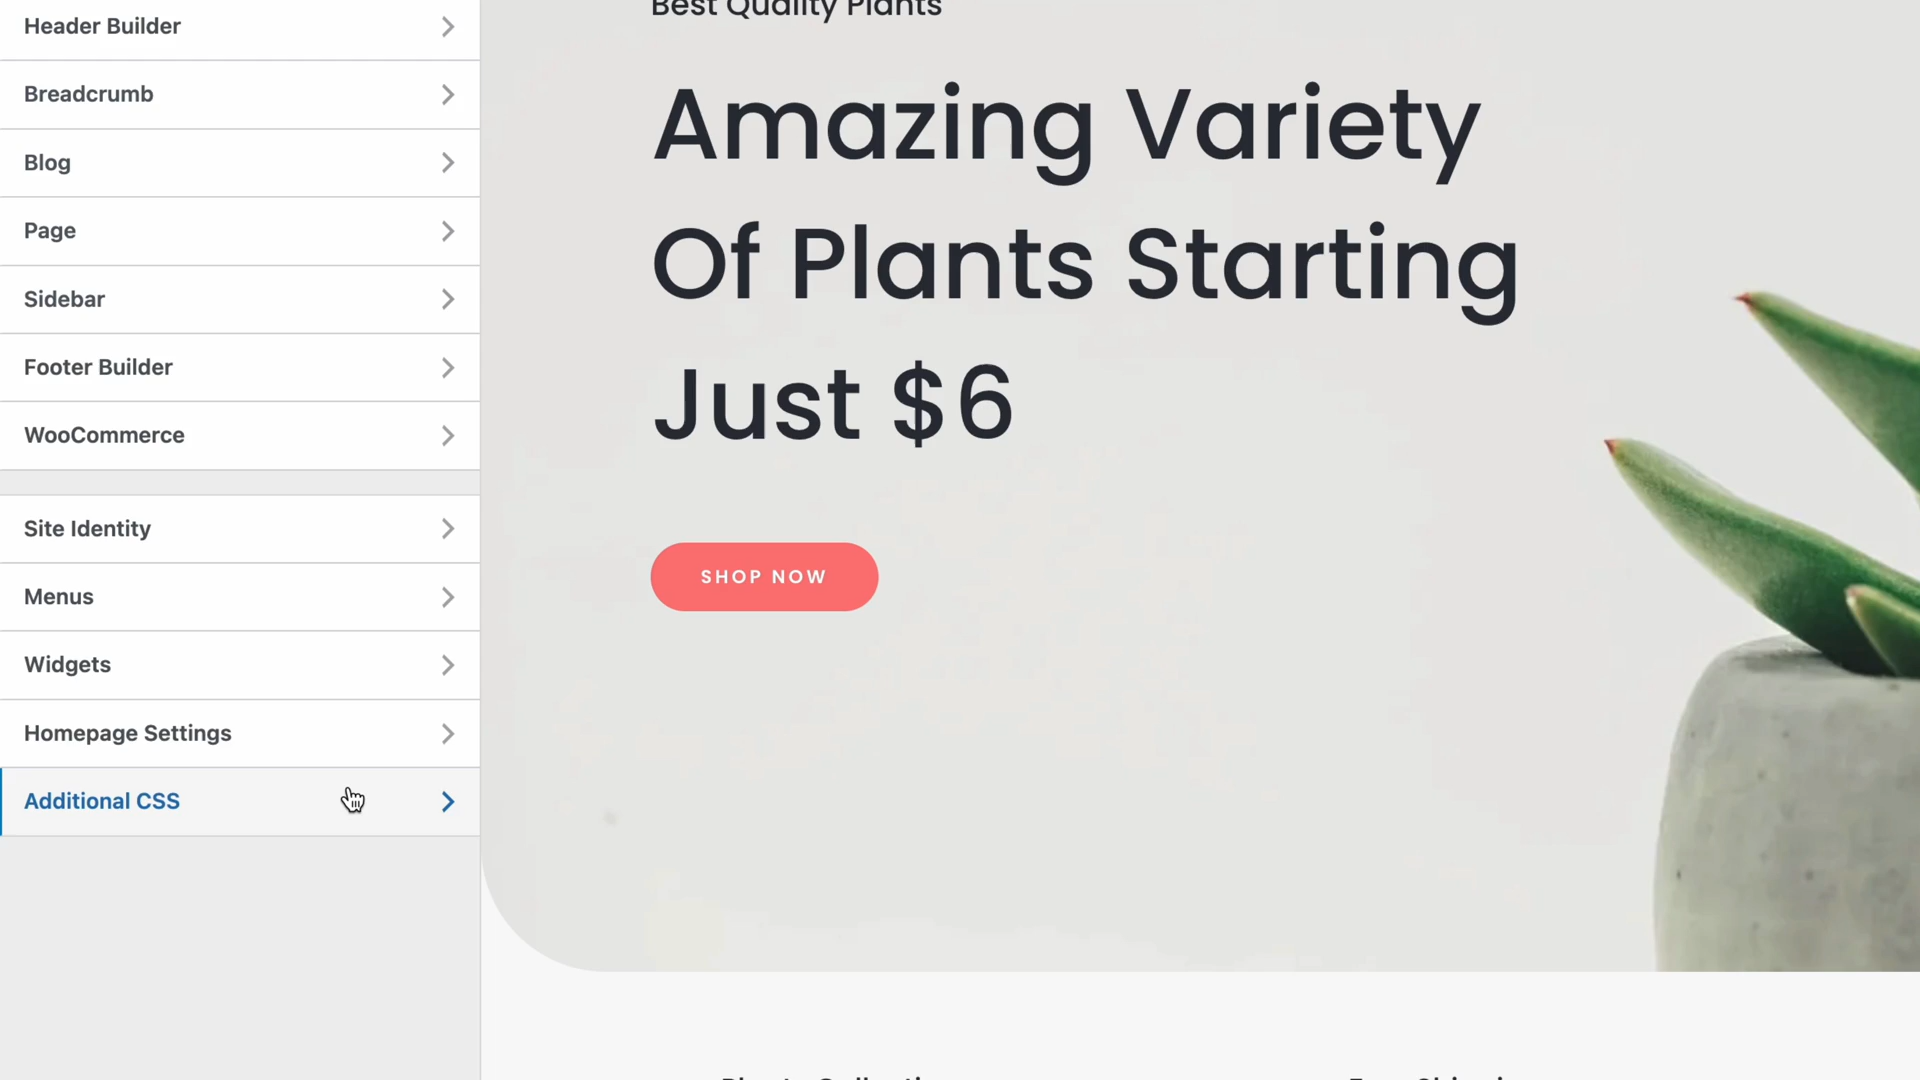 Header Builder
Breadcrumb
Blog
Page
Sidebar
Footer Builder
WooCommerce
Site Identity
Menus
Widgets
Homepage Settings
Additional CSS
Best Quality Plants
Amazing Variety
Of Plants Starting
Just $6
SHOP NOW